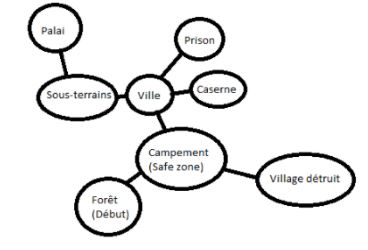 Palai
Prison
Sous-terrains
Ville
Caserne
Campement
(Safe zone)
Village détruit
Forêt
(Début)